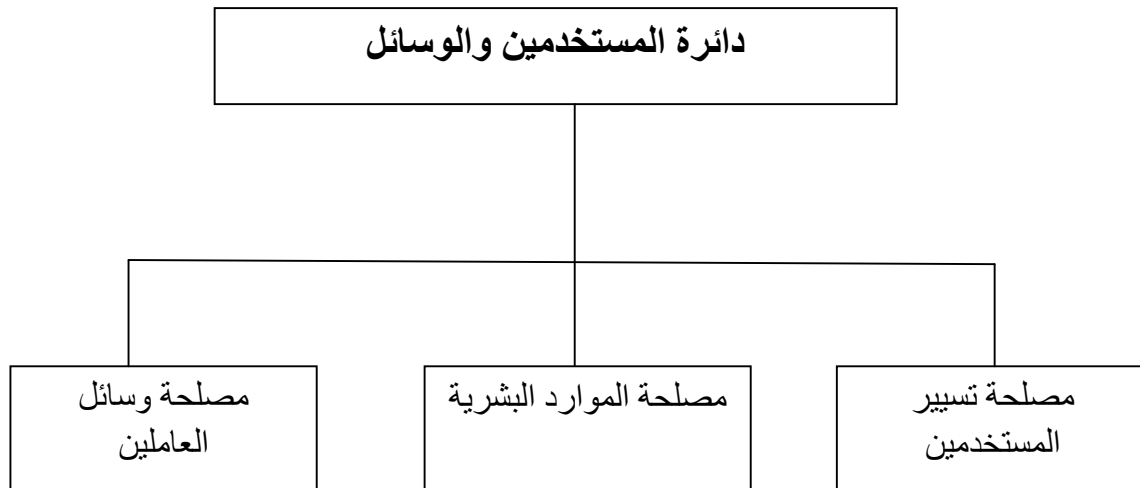 دائرة المستخدمين والوسائل
مصلحة تسيير
المستخدمين
مصلحة الموارد البشرية
مصلحة وسائل
العاملين